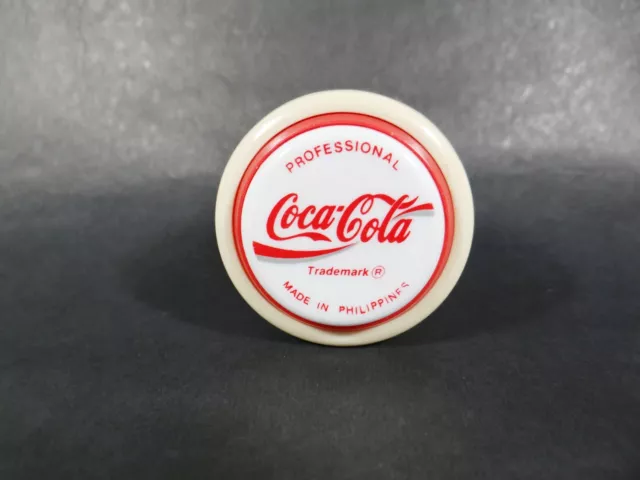 PROFESSIONAL
Coca-Cola
Trademark ®
MADE IN PHILIPPINES